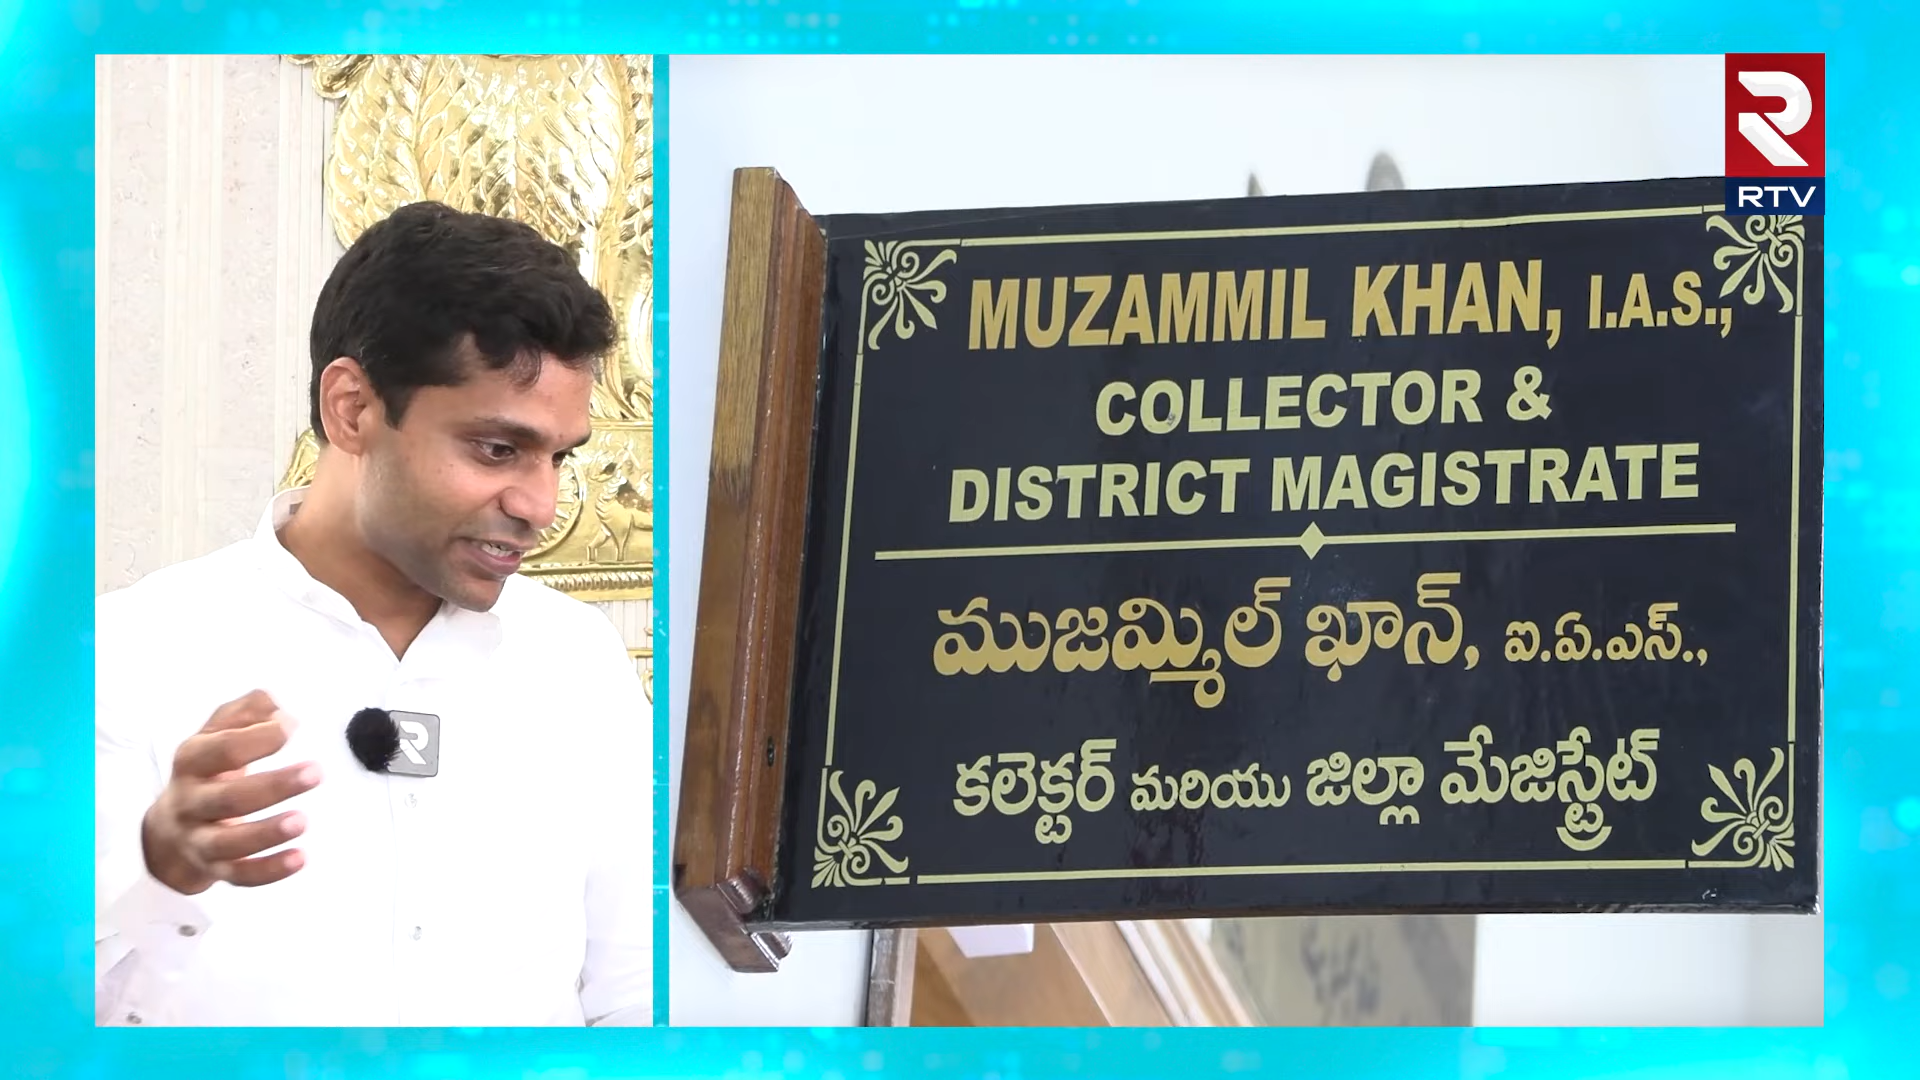 RTV
MUZAMMIL KHAN, I.A.S.,
COLLECTOR &
DISTRICT MAGISTRATE
ముజమ్మిల్ ఖాన్, ఐ.ఏ.ఎస్.,
కలెక్టర్ మరియు జిల్లా మేజిస్ట్రేట్